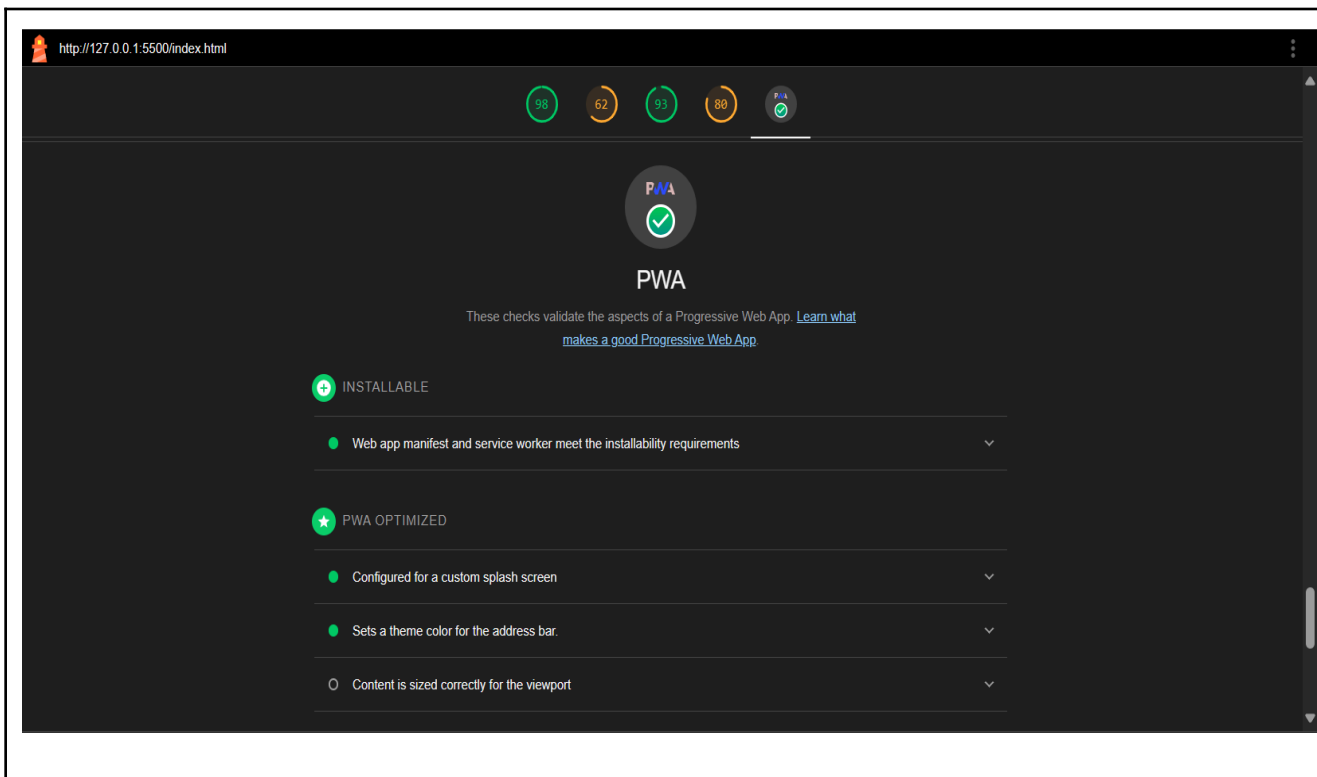 http://127.0.0.1:5500/index.html
98 62 93 80 PWA
PWA
PWA
These checks validate the aspects of a Progressive Web App. Learn what
makes a good Progressive Web App.
INSTALLABLE
Web app manifest and service worker meet the installability requirements
PWA OPTIMIZED
Configured for a custom splash screen
Sets a theme color for the address bar.
Content is sized correctly for the viewport